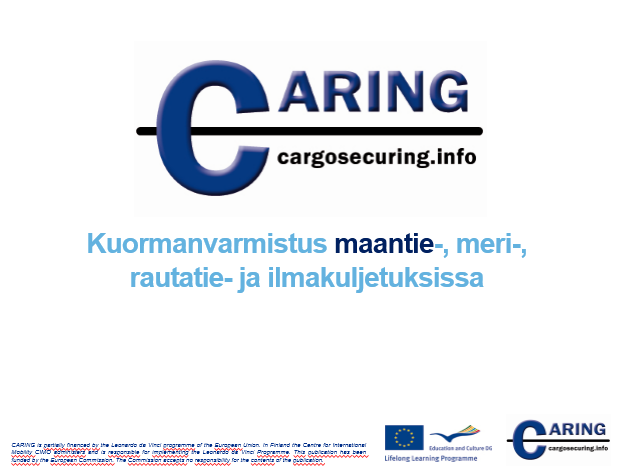 CARING
cargosecuring.info
Kuormanvarmistus maantie-, meri-,
rautatie- ja ilmakuljetuksissa
CARING is partially financed by the Leonardo da Vinci programme of the European Union. In Finland the Centre for International
Mobility CIMO administers and is responsible for implementing the Leonardo da Vinci Programme. This publication has been
funded by the European Commission. The Commission accepts no responsibility for the contents of the publication.
Education and Culture DG
Lifelong Learning Programme
CARING
cargosecuring.info